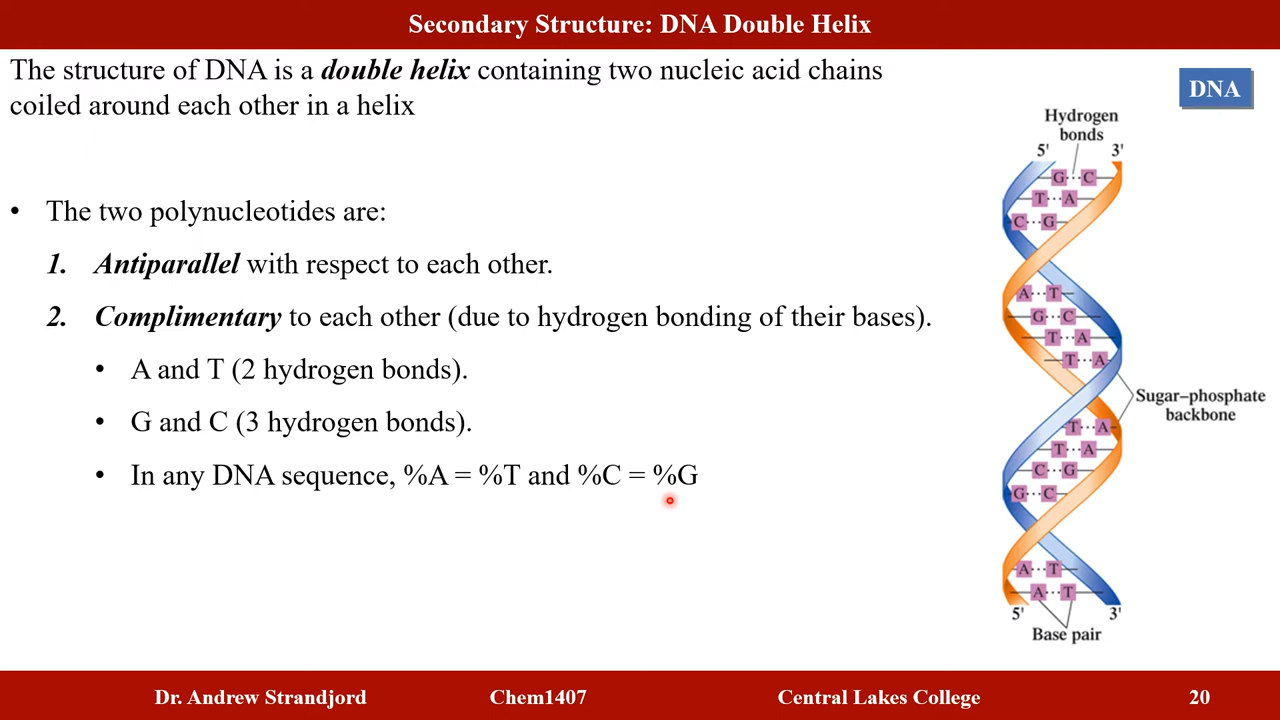 Secondary Structure: DNA Double Helix
The structure of DNA is a double helix containing two nucleic acid chains
coiled around each other in a helix
DNA
• The two polynucleotides are:
1. Antiparallel with respect to each other.
2. Complimentary to each other (due to hydrogen bonding of their bases).
• A and T (2 hydrogen bonds).
• G and C (3 hydrogen bonds).
• In any DNA sequence, %A = %T and %C = %G
Hydrogen
bonds
5' 3'
G C
T A
C G
A T
G C
T A
T A
Sugar–phosphate
backbone
T A
T A
C G
G C
A T
A T
5' 3'
Base pair
Dr. Andrew Strandjord Chem1407 Central Lakes College 20